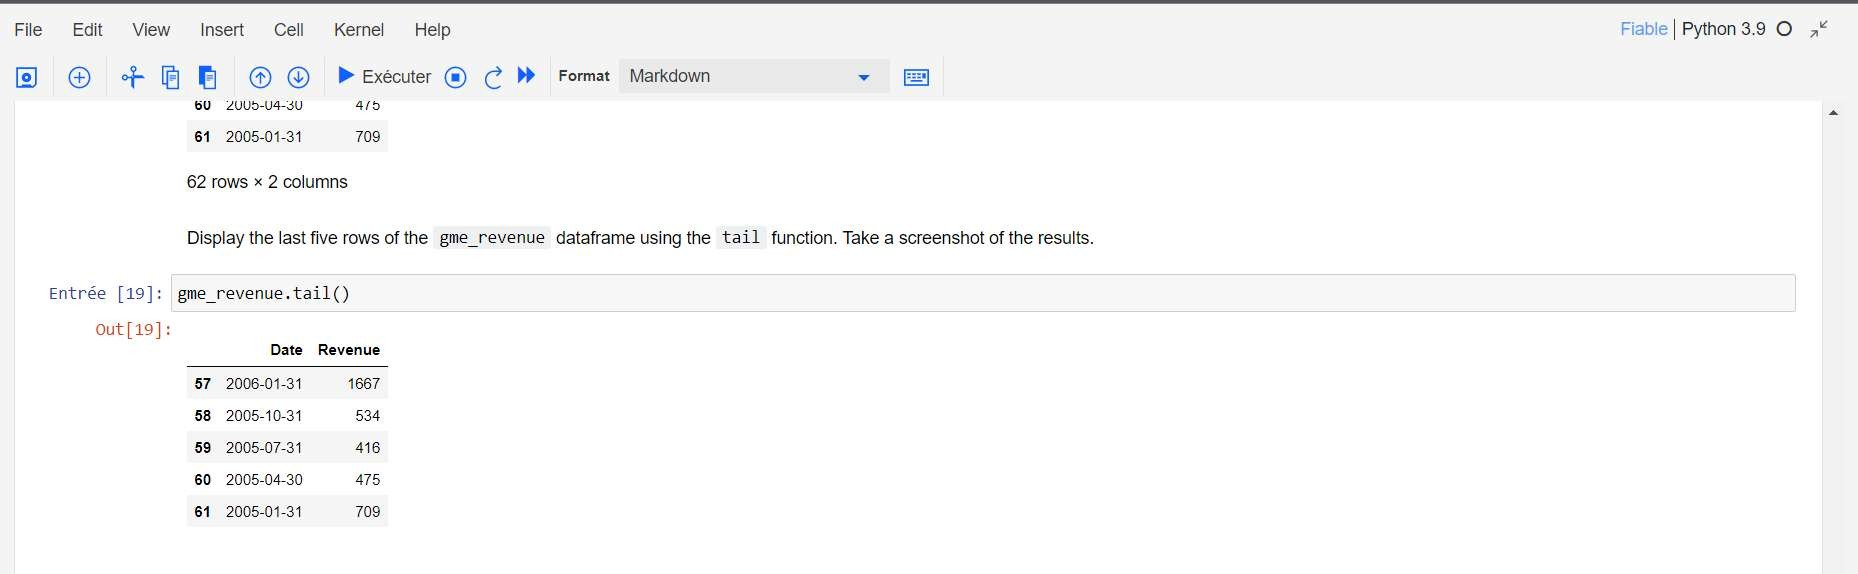 File Edit View Insert Cell Kernel Help Fiable Python 3.9
Exécuter Format Markdown
60 2005-04-30 475
61 2005-01-31 709
62 rows × 2 columns
Display the last five rows of the gme_revenue dataframe using the tail function. Take a screenshot of the results.
Entrée [19]: gme_revenue.tail()
Out[19]:
Date Revenue
57 2006-01-31 1667
58 2005-10-31 534
59 2005-07-31 416
60 2005-04-30 475
61 2005-01-31 709